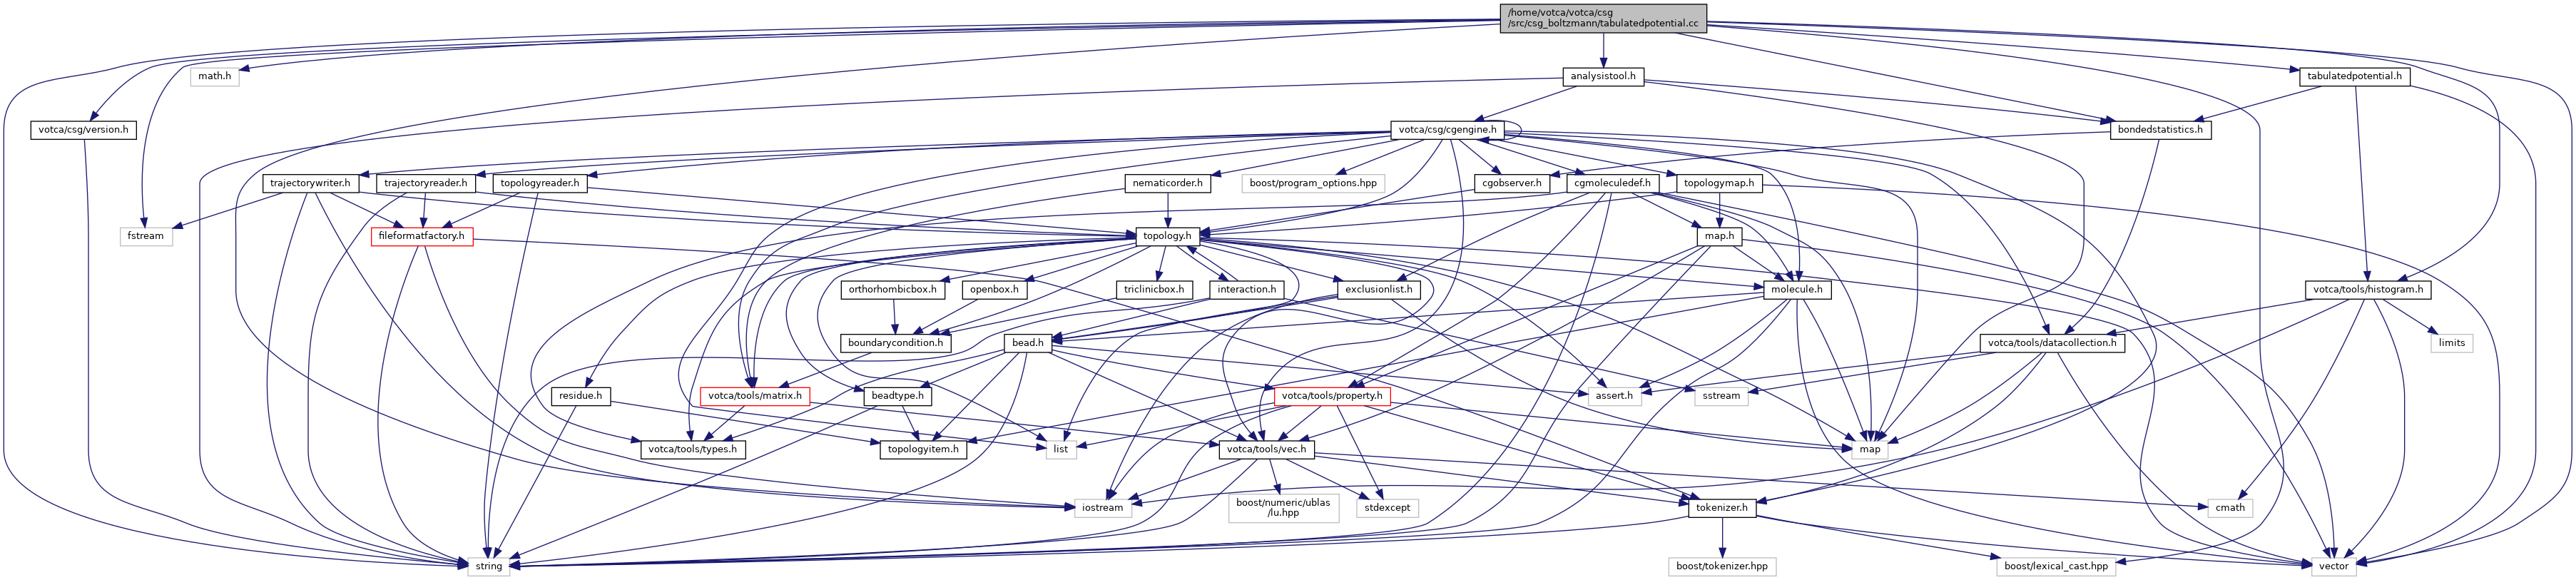 /home/votca/votca/csg
/src/csg_boltzmann/tabulatedpotential.cc
math.h
analysistool.h
tabulatedpotential.h
votca/csg/version.h
votca/csg/cgengine.h
bondedstatistics.h
trajectorywriter.h
trajectoryreader.h
topologyreader.h
nematicorder.h
boost/program_options.hpp
cgobserver.h
cgmoleculedef.h
topologymap.h
fstream
fileformatfactory.h
topology.h
map.h
orthorhombicbox.h
openbox.h
triclinicbox.h
interaction.h
exclusionlist.h
molecule.h
votca/tools/histogram.h
boundarycondition.h
bead.h
votca/tools/datacollection.h
limits
residue.h
votca/tools/matrix.h
beadtype.h
votca/tools/property.h
assert.h
sstream
votca/tools/types.h
topologyitem.h
list
votca/tools/vec.h
map
iostream
boost/numeric/ublas
/lu.hpp
stdexcept
tokenizer.h
cmath
string
boost/tokenizer.hpp
boost/lexical_cast.hpp
vector